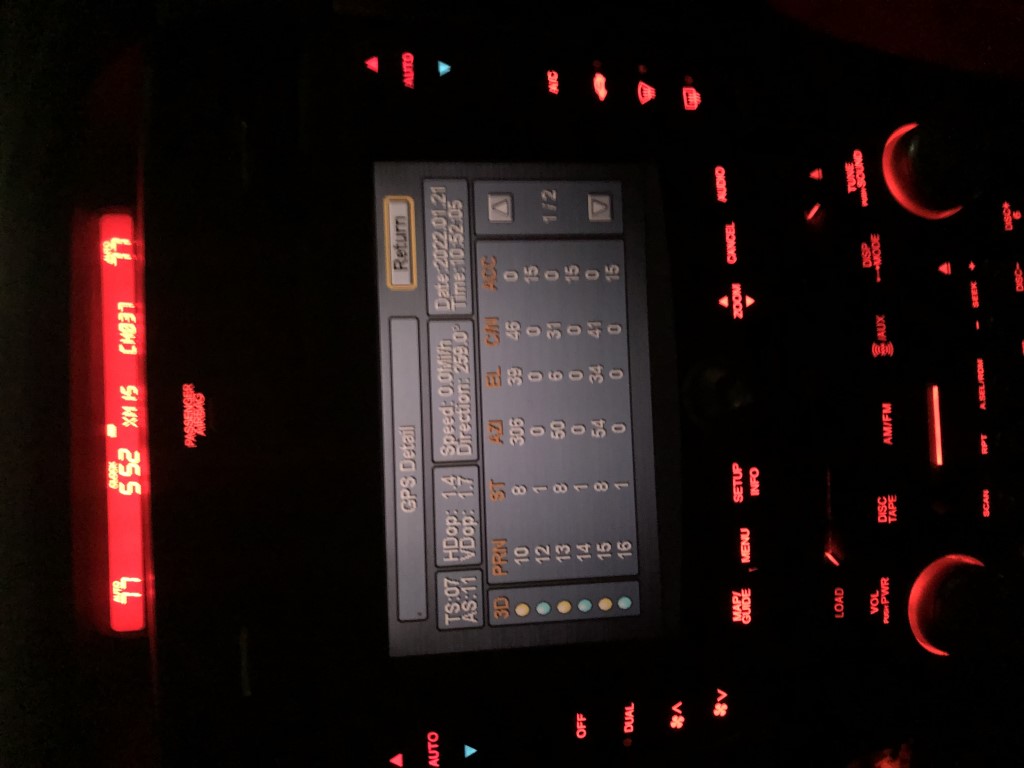 AUTO 77 CLOCK 552 XM15 CH037 AUTO 77
PASSENGER
AIRBAG
GPS Detail Return
TS:07 HDop: 1.4 Speed: 0.0Mi/h Date:2022.01.21
AS:11 VDop: 1.7 Direction: 259.0° Time:10:52:05
3D PRN ST AZI EL C/N ACC
10 8 306 39 46 0
12 1 0 0 0 15
13 8 50 6 31 0
14 1 0 0 0 15
15 8 54 34 41 0
16 1 0 0 0 15
1/2
AUTO
AUTO
OFF
A/C
DUAL
MAP/
GUIDE
MENU
SETUP
INFO
ZOOM
CANCEL
AUDIO
LOAD
VOL
PUSH PWR
DISC
TAPE
AM/FM
/AUX
DISP
MODE
TUNE
PUSH SOUND
SCAN RPT A.SEL/RDM - SEEK +
DISC- DISC+
6